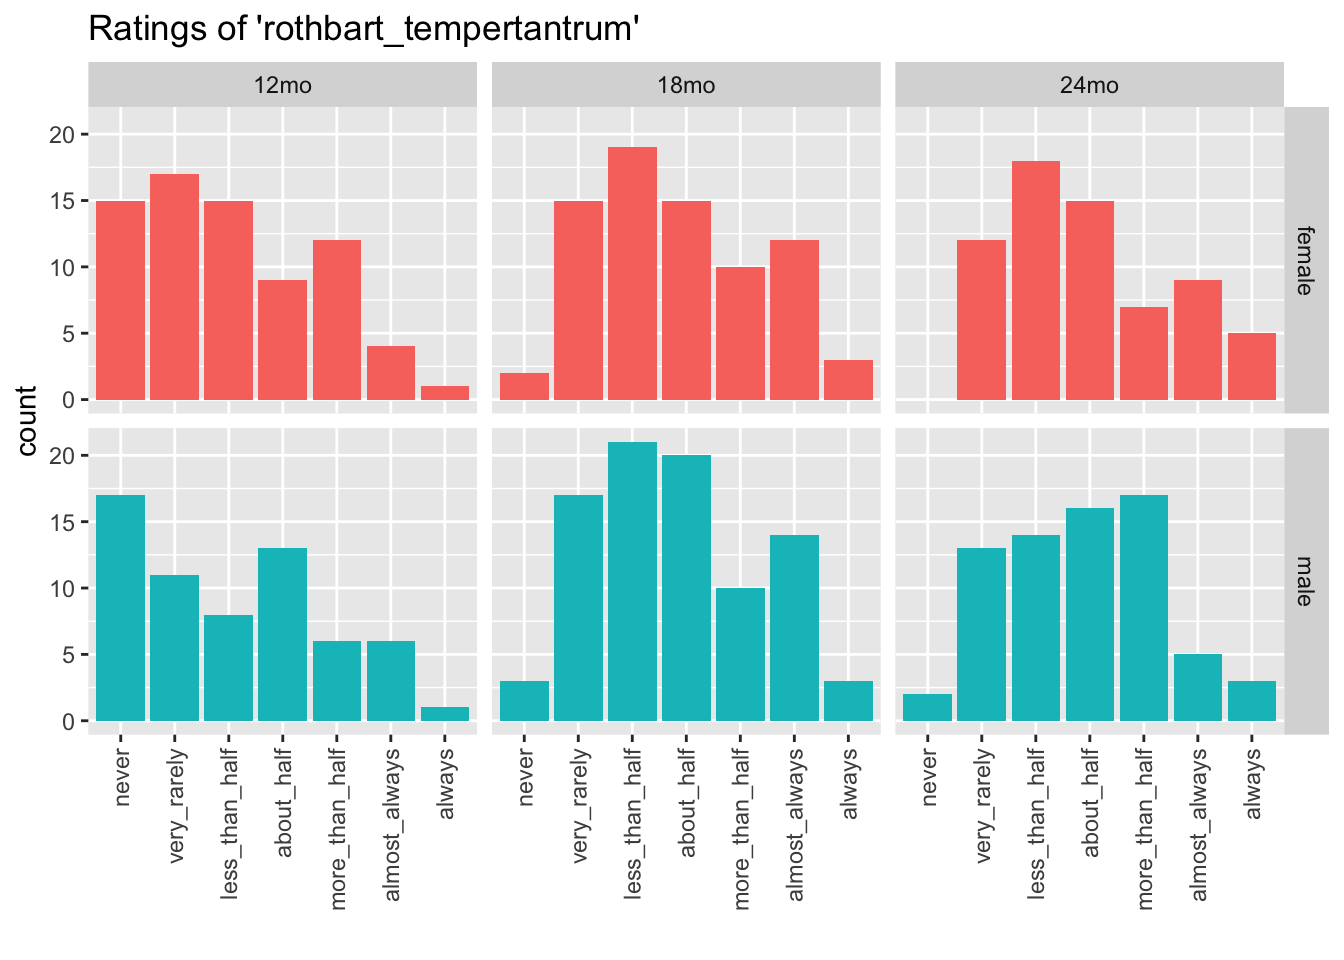 Ratings of 'rothbart_tempertantrum'
12mo 18mo 24mo
20
15
10
5
0
female
count
20
15
10
5
0
male
never very_rarely less_than_half about_half more_than_half almost_always always
never very_rarely less_than_half about_half more_than_half almost_always always
never very_rarely less_than_half about_half more_than_half almost_always always